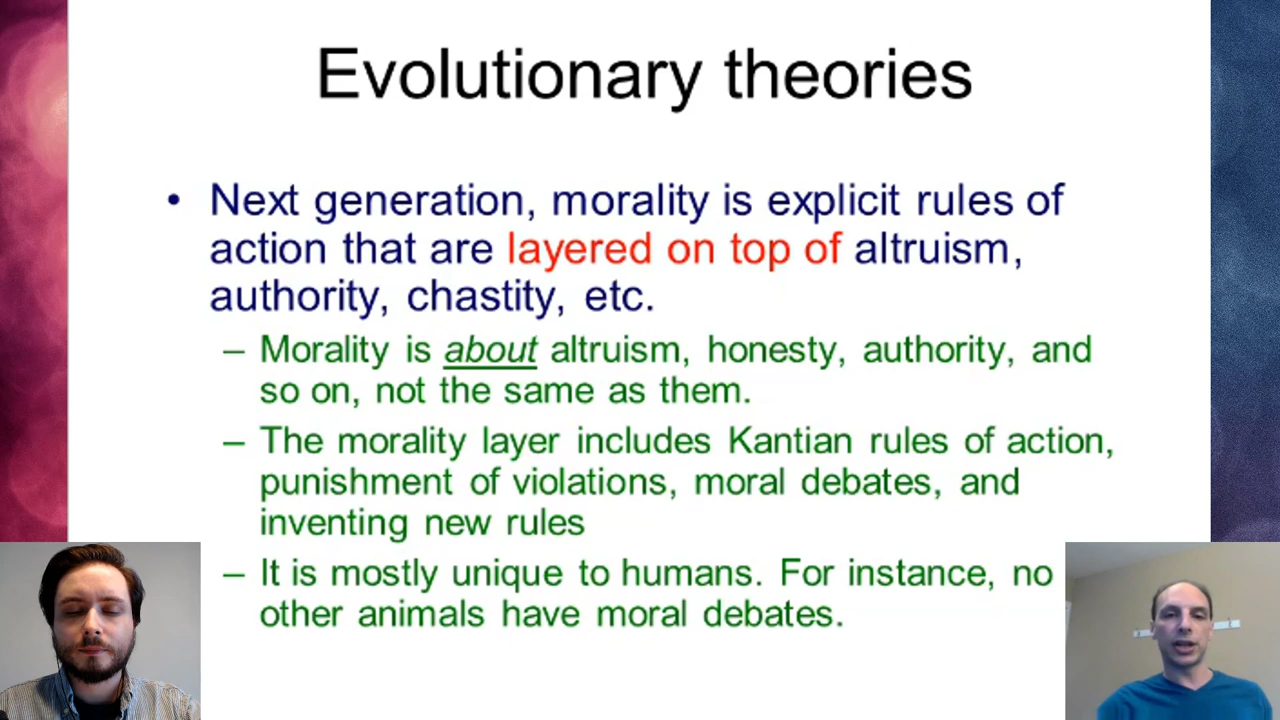 Evolutionary theories
• Next generation, morality is explicit rules of
action that are layered on top of altruism,
authority, chastity, etc.
– Morality is about altruism, honesty, authority, and
so on, not the same as them.
– The morality layer includes Kantian rules of action,
punishment of violations, moral debates, and
inventing new rules
– It is mostly unique to humans. For instance, no
other animals have moral debates.